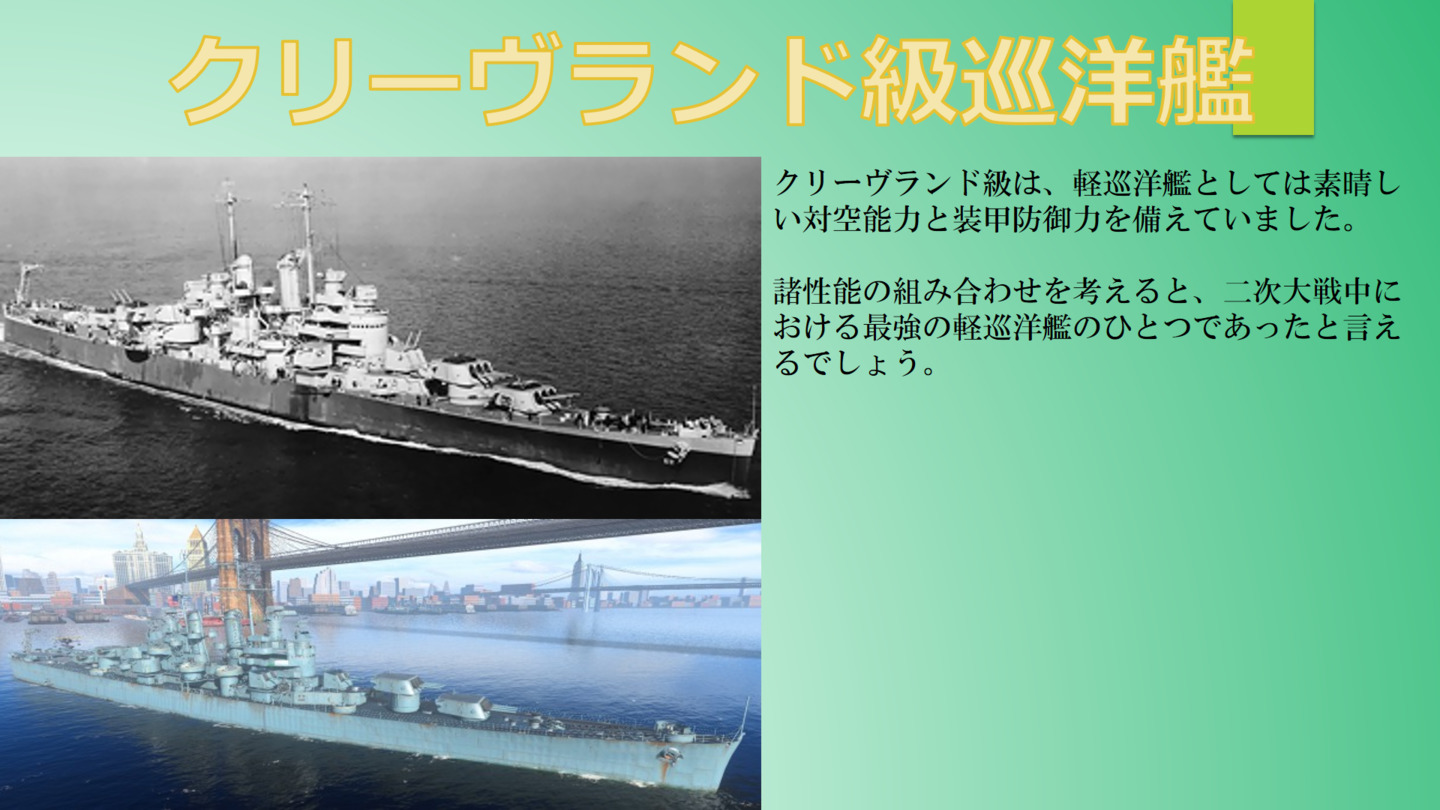 クリーヴランド級巡洋艦
クリーヴランド級は、軽巡洋艦としては素晴し
い対空能力と装甲防御力を備えていました。
諸性能の組み合わせを考えると、二次大戦中に
おける最強の軽巡洋艦のひとつであったと言え
るでしょう。